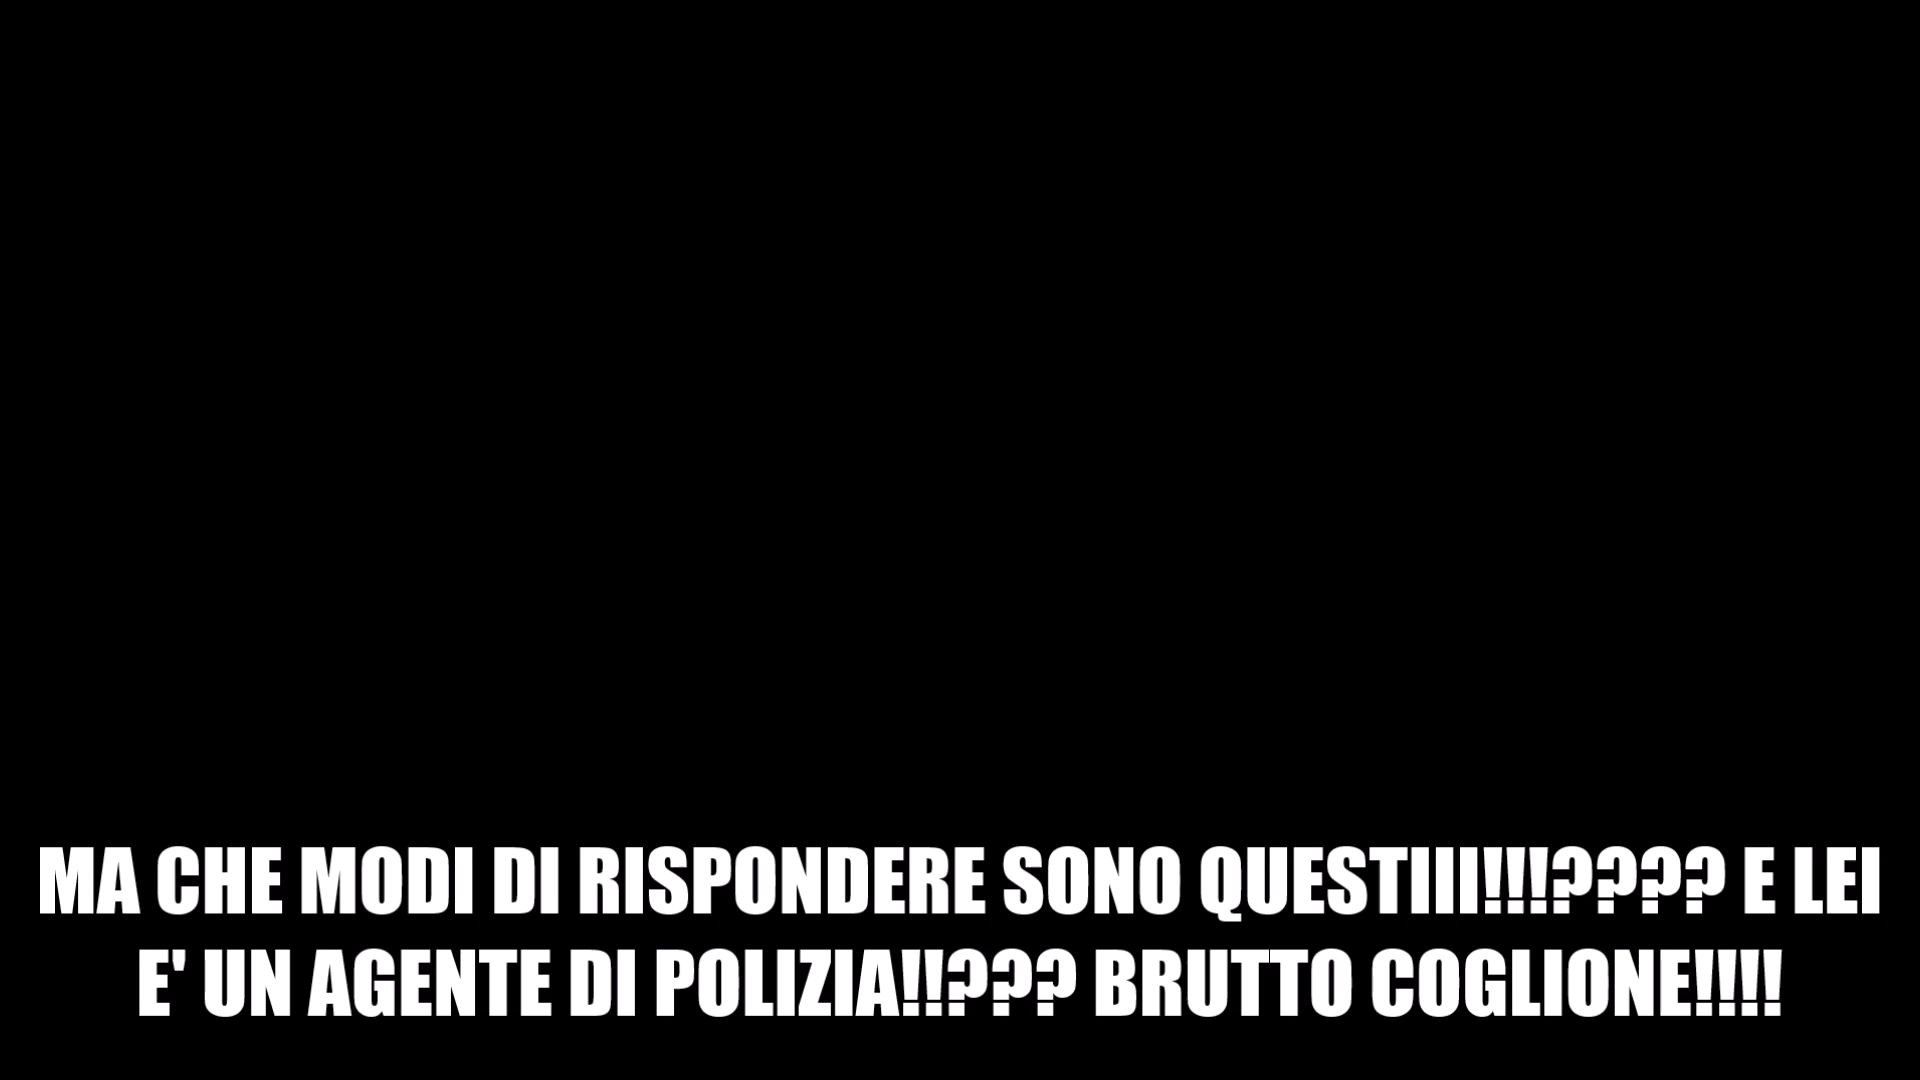 MA CHE MODI DI RISPONDERE SONO QUESTIII!!!???? E LEI
E' UN AGENTE DI POLIZIA!!??? BRUTTO COGLIONE!!!!